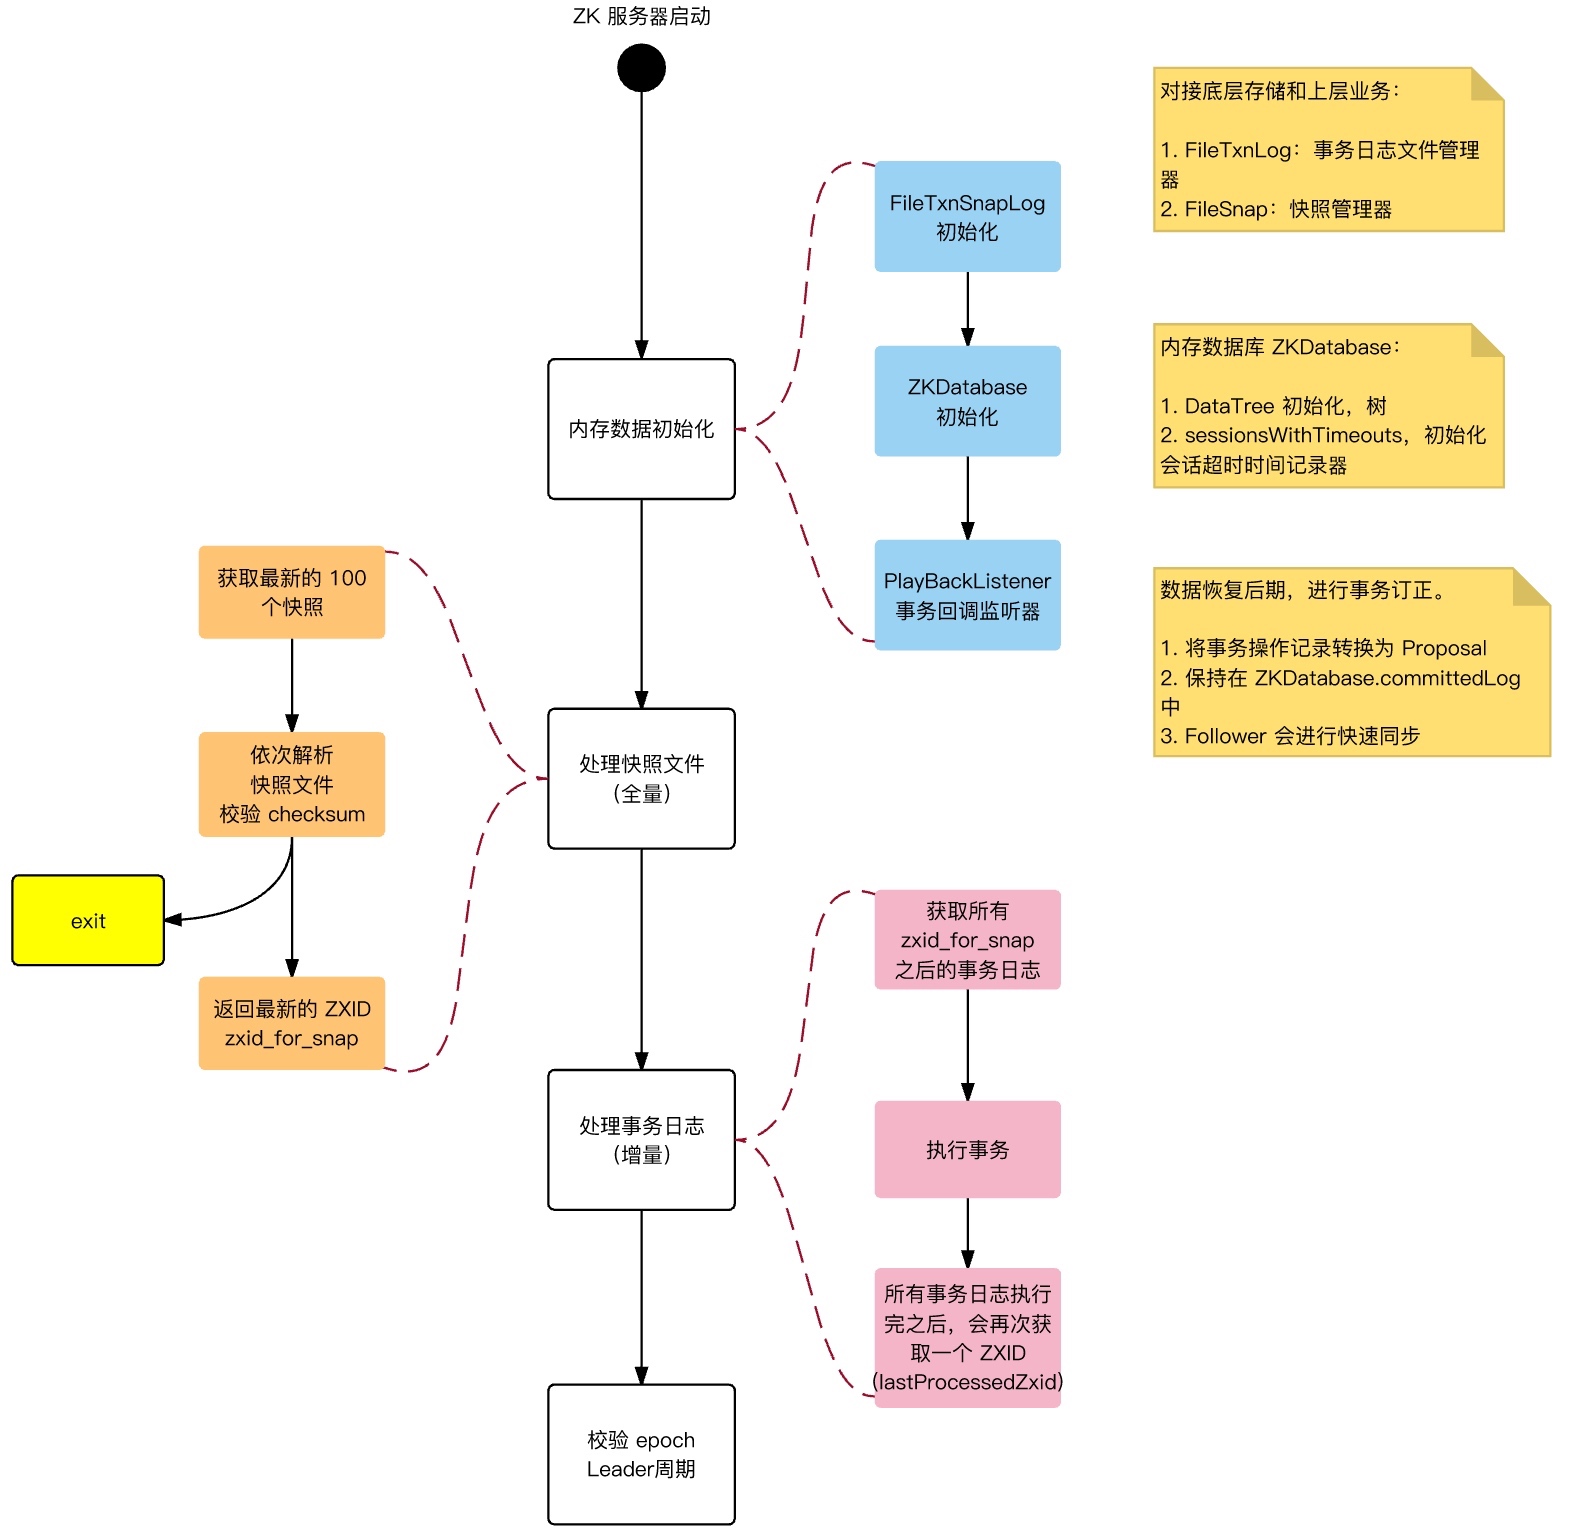 ZK 服务器启动
对接底层存储和上层业务：
1. FileTxnLog：事务日志文件管理
器
2. FileSnap：快照管理器
FileTxnSnapLog
初始化
内存数据库 ZKDatabase：
1. DataTree 初始化，树
2. sessionsWithTimeouts，初始化
会话超时时间记录器
ZKDatabase
初始化
内存数据初始化
PlayBackListener
事务回调监听器
数据恢复后期，进行事务订正。
1. 将事务操作记录转换为 Proposal
2. 保持在 ZKDatabase.committedLog
中
3. Follower 会进行快速同步
获取最新的 100
个快照
依次解析
快照文件
校验 checksum
处理快照文件
（全量）
exit
返回最新的 ZXID
zxid_for_snap
获取所有
zxid_for_snap
之后的事务日志
处理事务日志
（增量）
执行事务
所有事务日志执行
完之后，会再次获
取一个 ZXID
(lastProcessedZxid)
校验 epoch
Leader周期